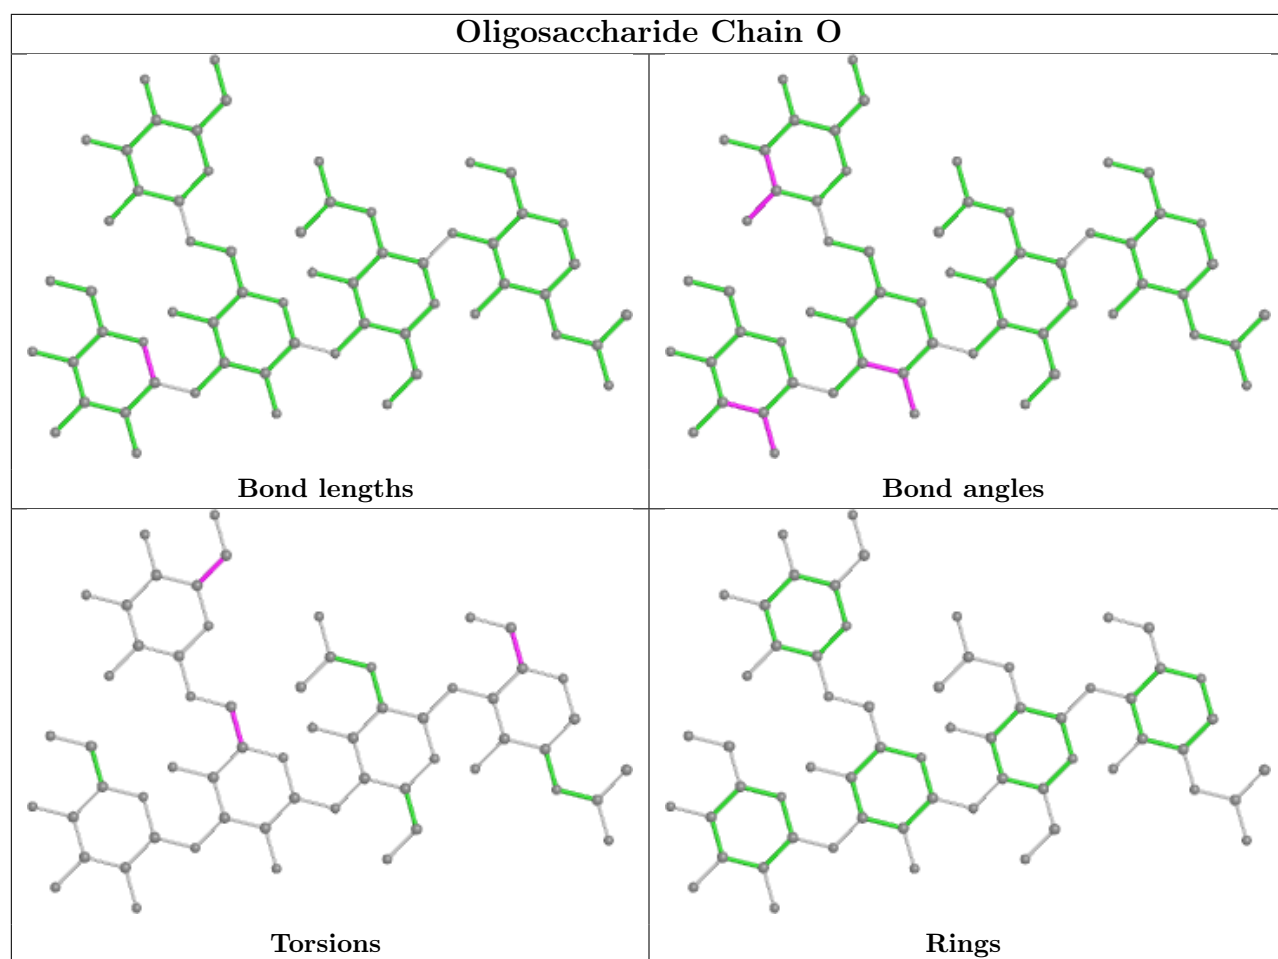 Oligosaccharide Chain O
Bond lengths
Bond angles
Torsions
Rings